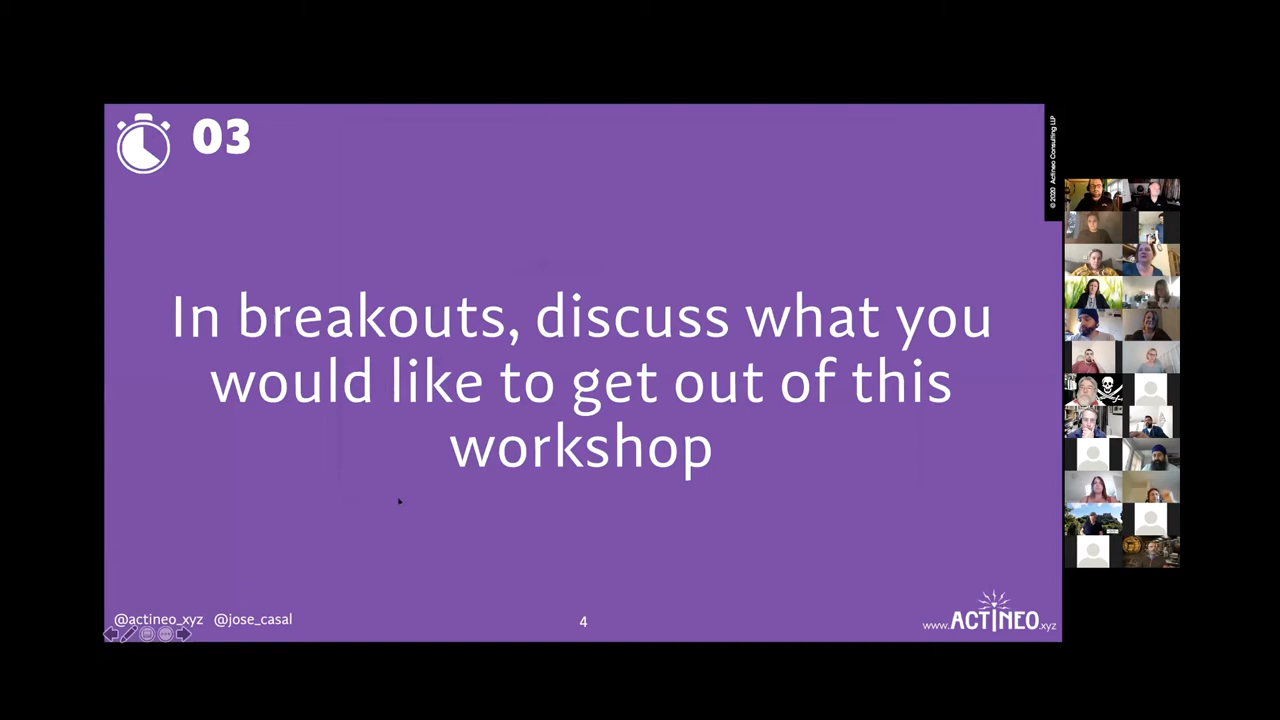 03
© 2020 Actineo Consulting LLP
In breakouts, discuss what you
would like to get out of this
workshop
@actineo_xyz @jose_casal
4
www.ACTINEO.xyz